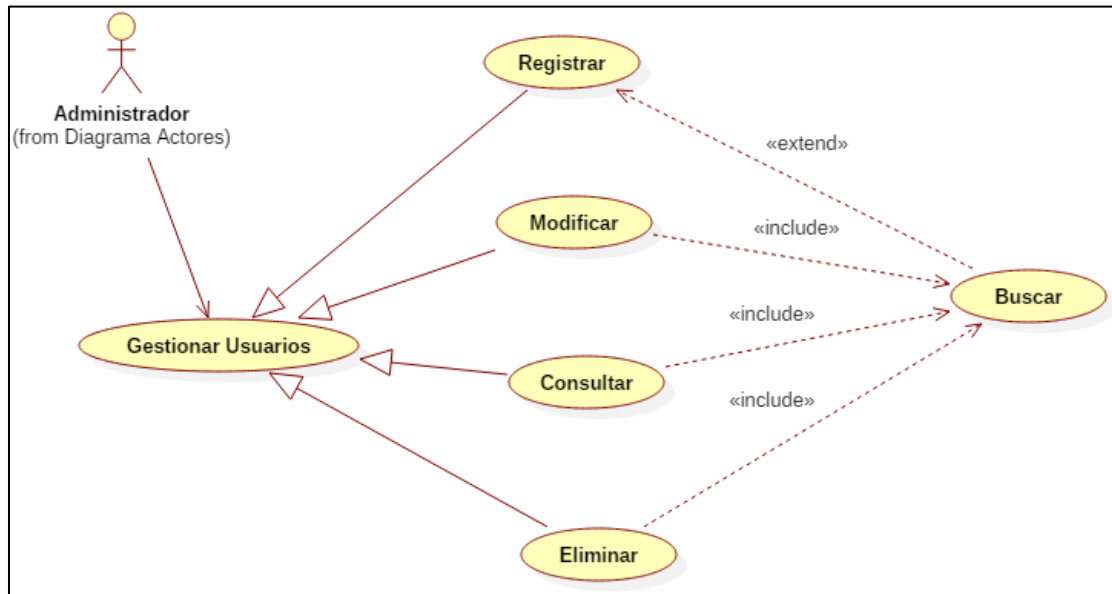 Administrador
(from Diagrama Actores)
Registrar
«extend»
Modificar
«include»
Buscar
«include»
Gestionar Usuarios
Consultar
«include»
Eliminar